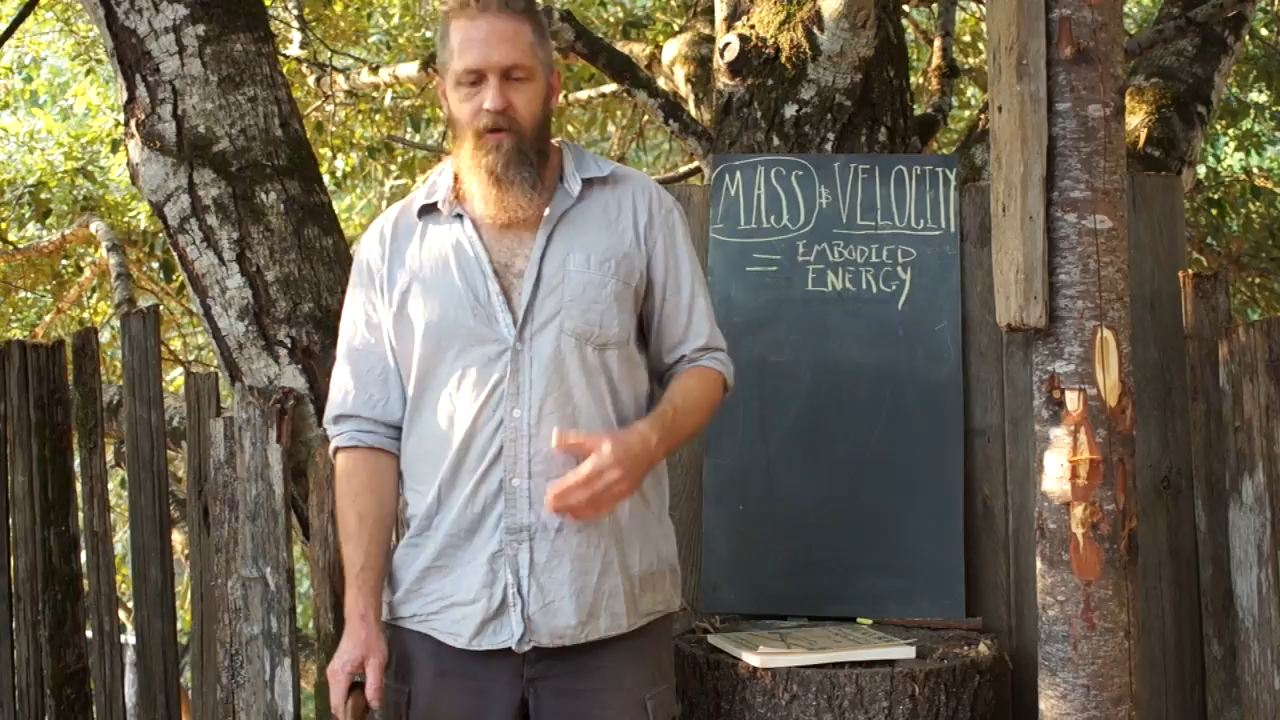 MASS & VELOCITY
= EMBODIED
ENERGY